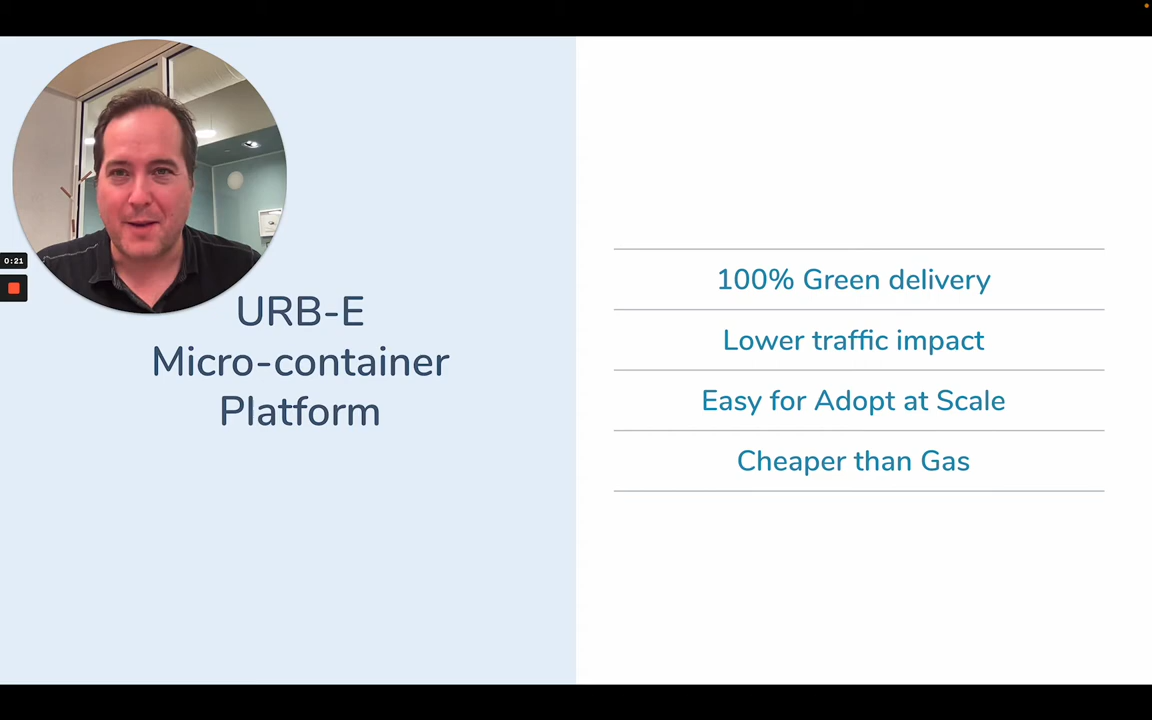 0:21
URB-E
Micro-container
Platform
100% Green delivery
Lower traffic impact
Easy for Adopt at Scale
Cheaper than Gas